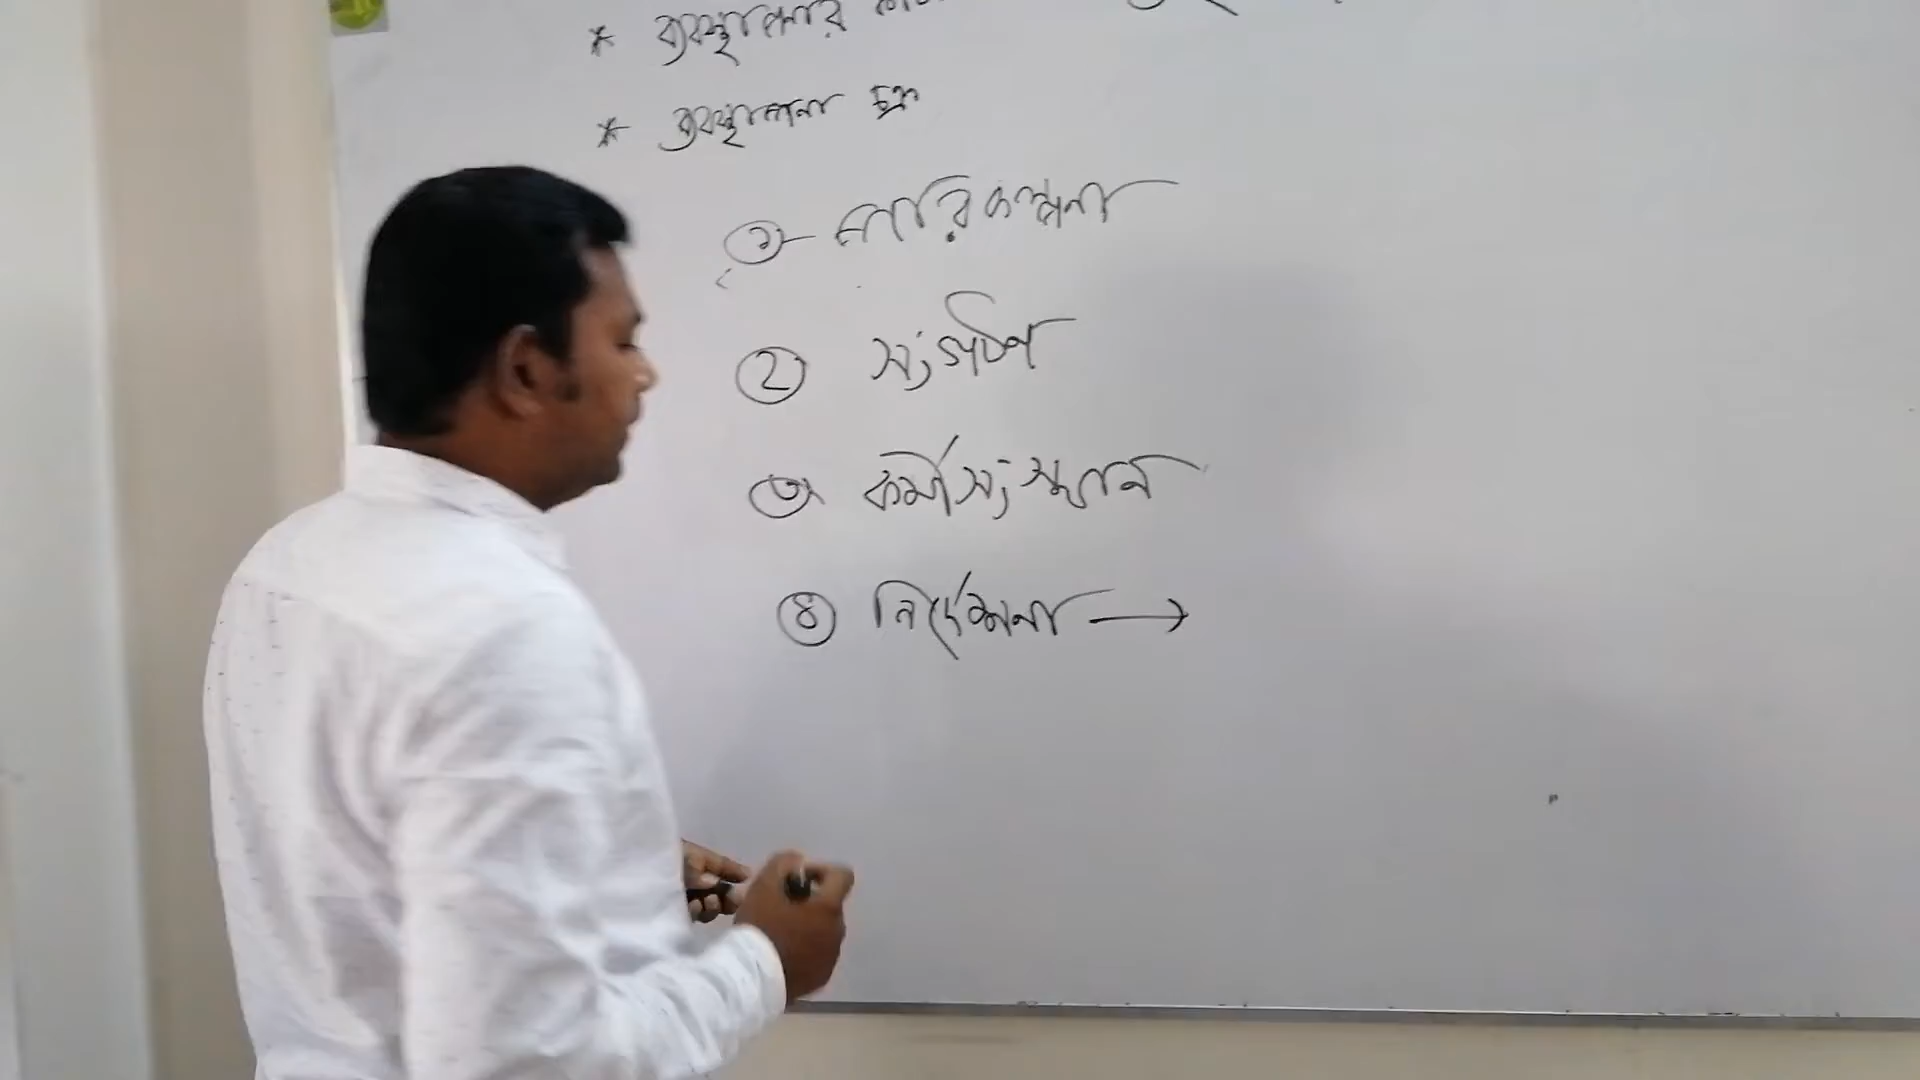 * ব্যবস্থাপনার
* ব্যবস্থাপনা চক্র
১ - পরিকল্পনা
২ সংগঠন
৩ কর্মীসংস্থান
৪ নির্দেশনা →